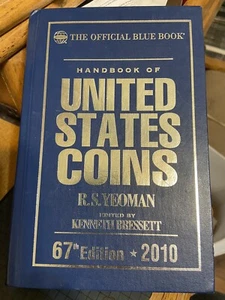 THE OFFICIAL BLUE BOOK®
HANDBOOK OF
UNITED
STATES
COINS
R.S. YEOMAN
EDITED BY
KENNETH BRESSETT
67th Edition ★ 2010